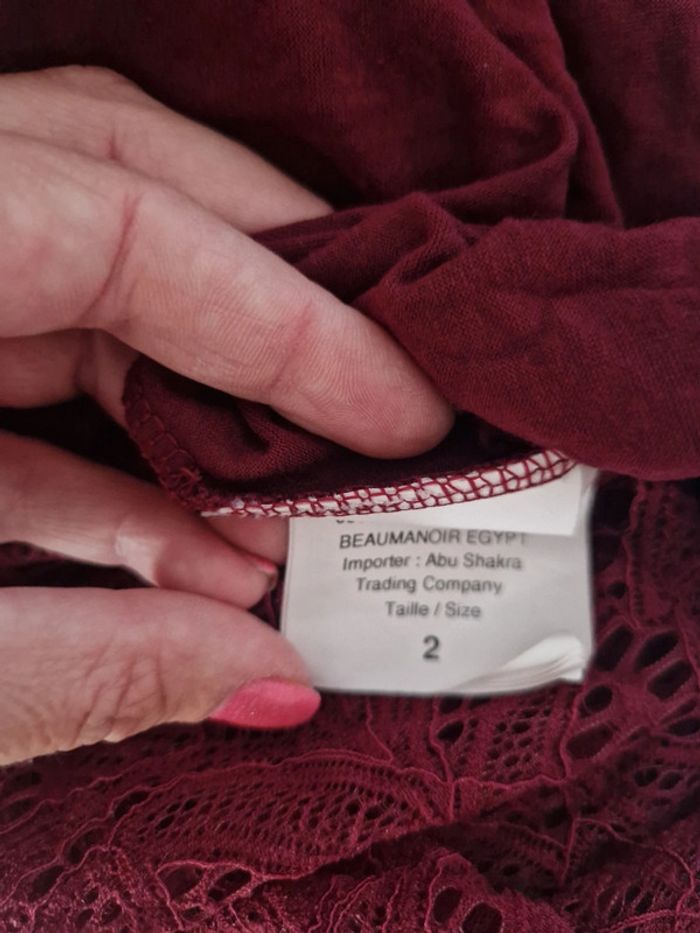 BEAUMANOIR EGYPT
Importer : Abu Shakra
Trading Company
Taille / Size
2